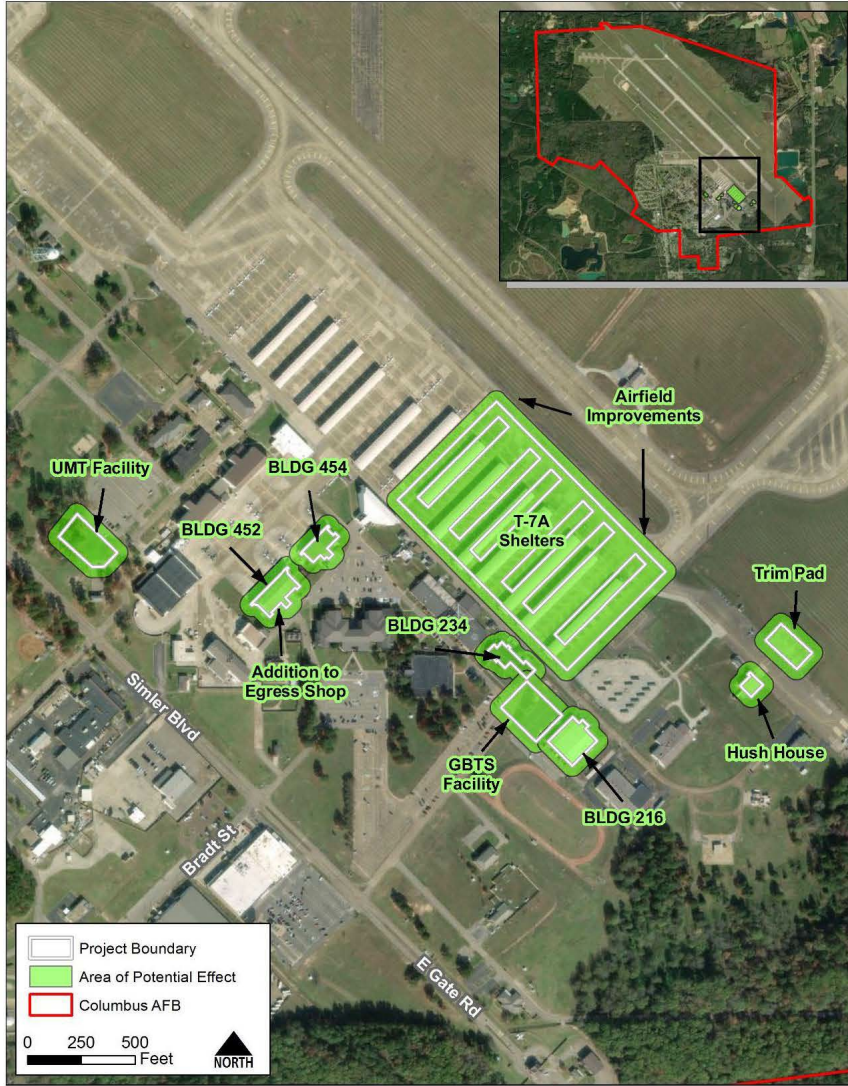 Airfield
Improvements
UMT Facility
BLDG 454
BLDG 452
T-7A
Shelters
Trim Pad
BLDG 234
Addition to
Egress Shop
Simler Blvd
Hush House
GBTS
Facility
BLDG 216
Bradt St
E Gate Rd
Project Boundary
Area of Potential Effect
Columbus AFB
0 250 500
Feet
NORTH